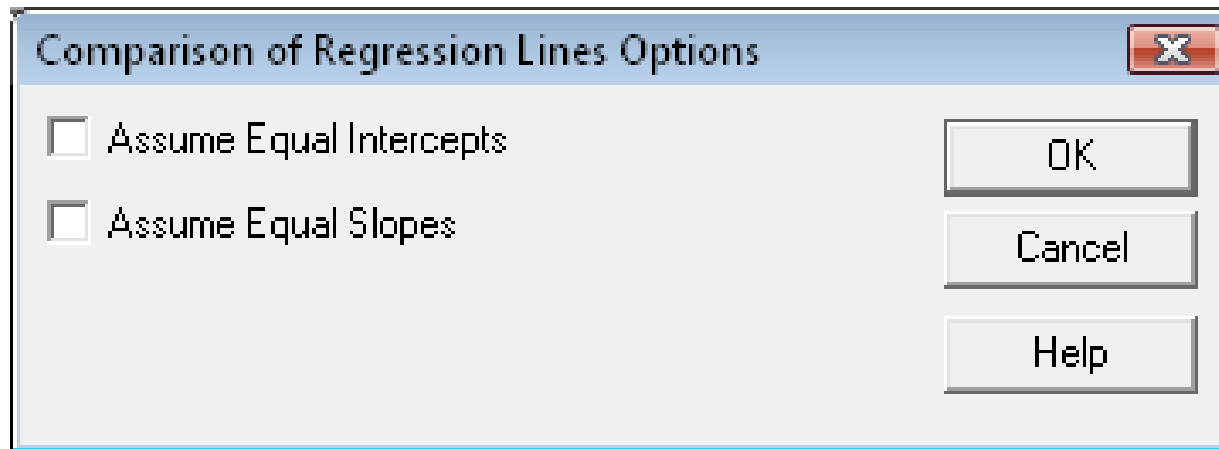 Comparison of Regression Lines Options
Assume Equal Intercepts
Assume Equal Slopes
OK
Cancel
Help